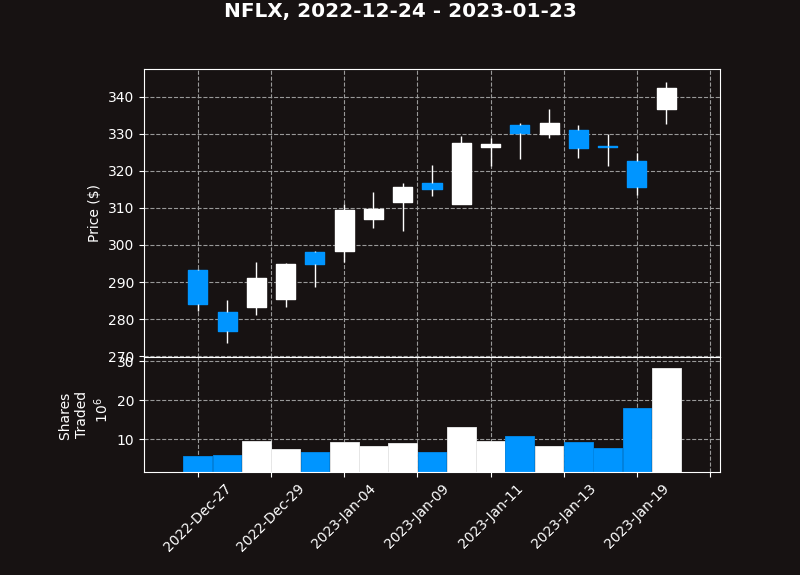 NFLX, 2022-12-24 - 2023-01-23
Price ($)
340
330
320
310
300
290
280
270
Shares
Traded
10^6
30
20
10
2022-Dec-27
2022-Dec-29
2023-Jan-04
2023-Jan-09
2023-Jan-11
2023-Jan-13
2023-Jan-19